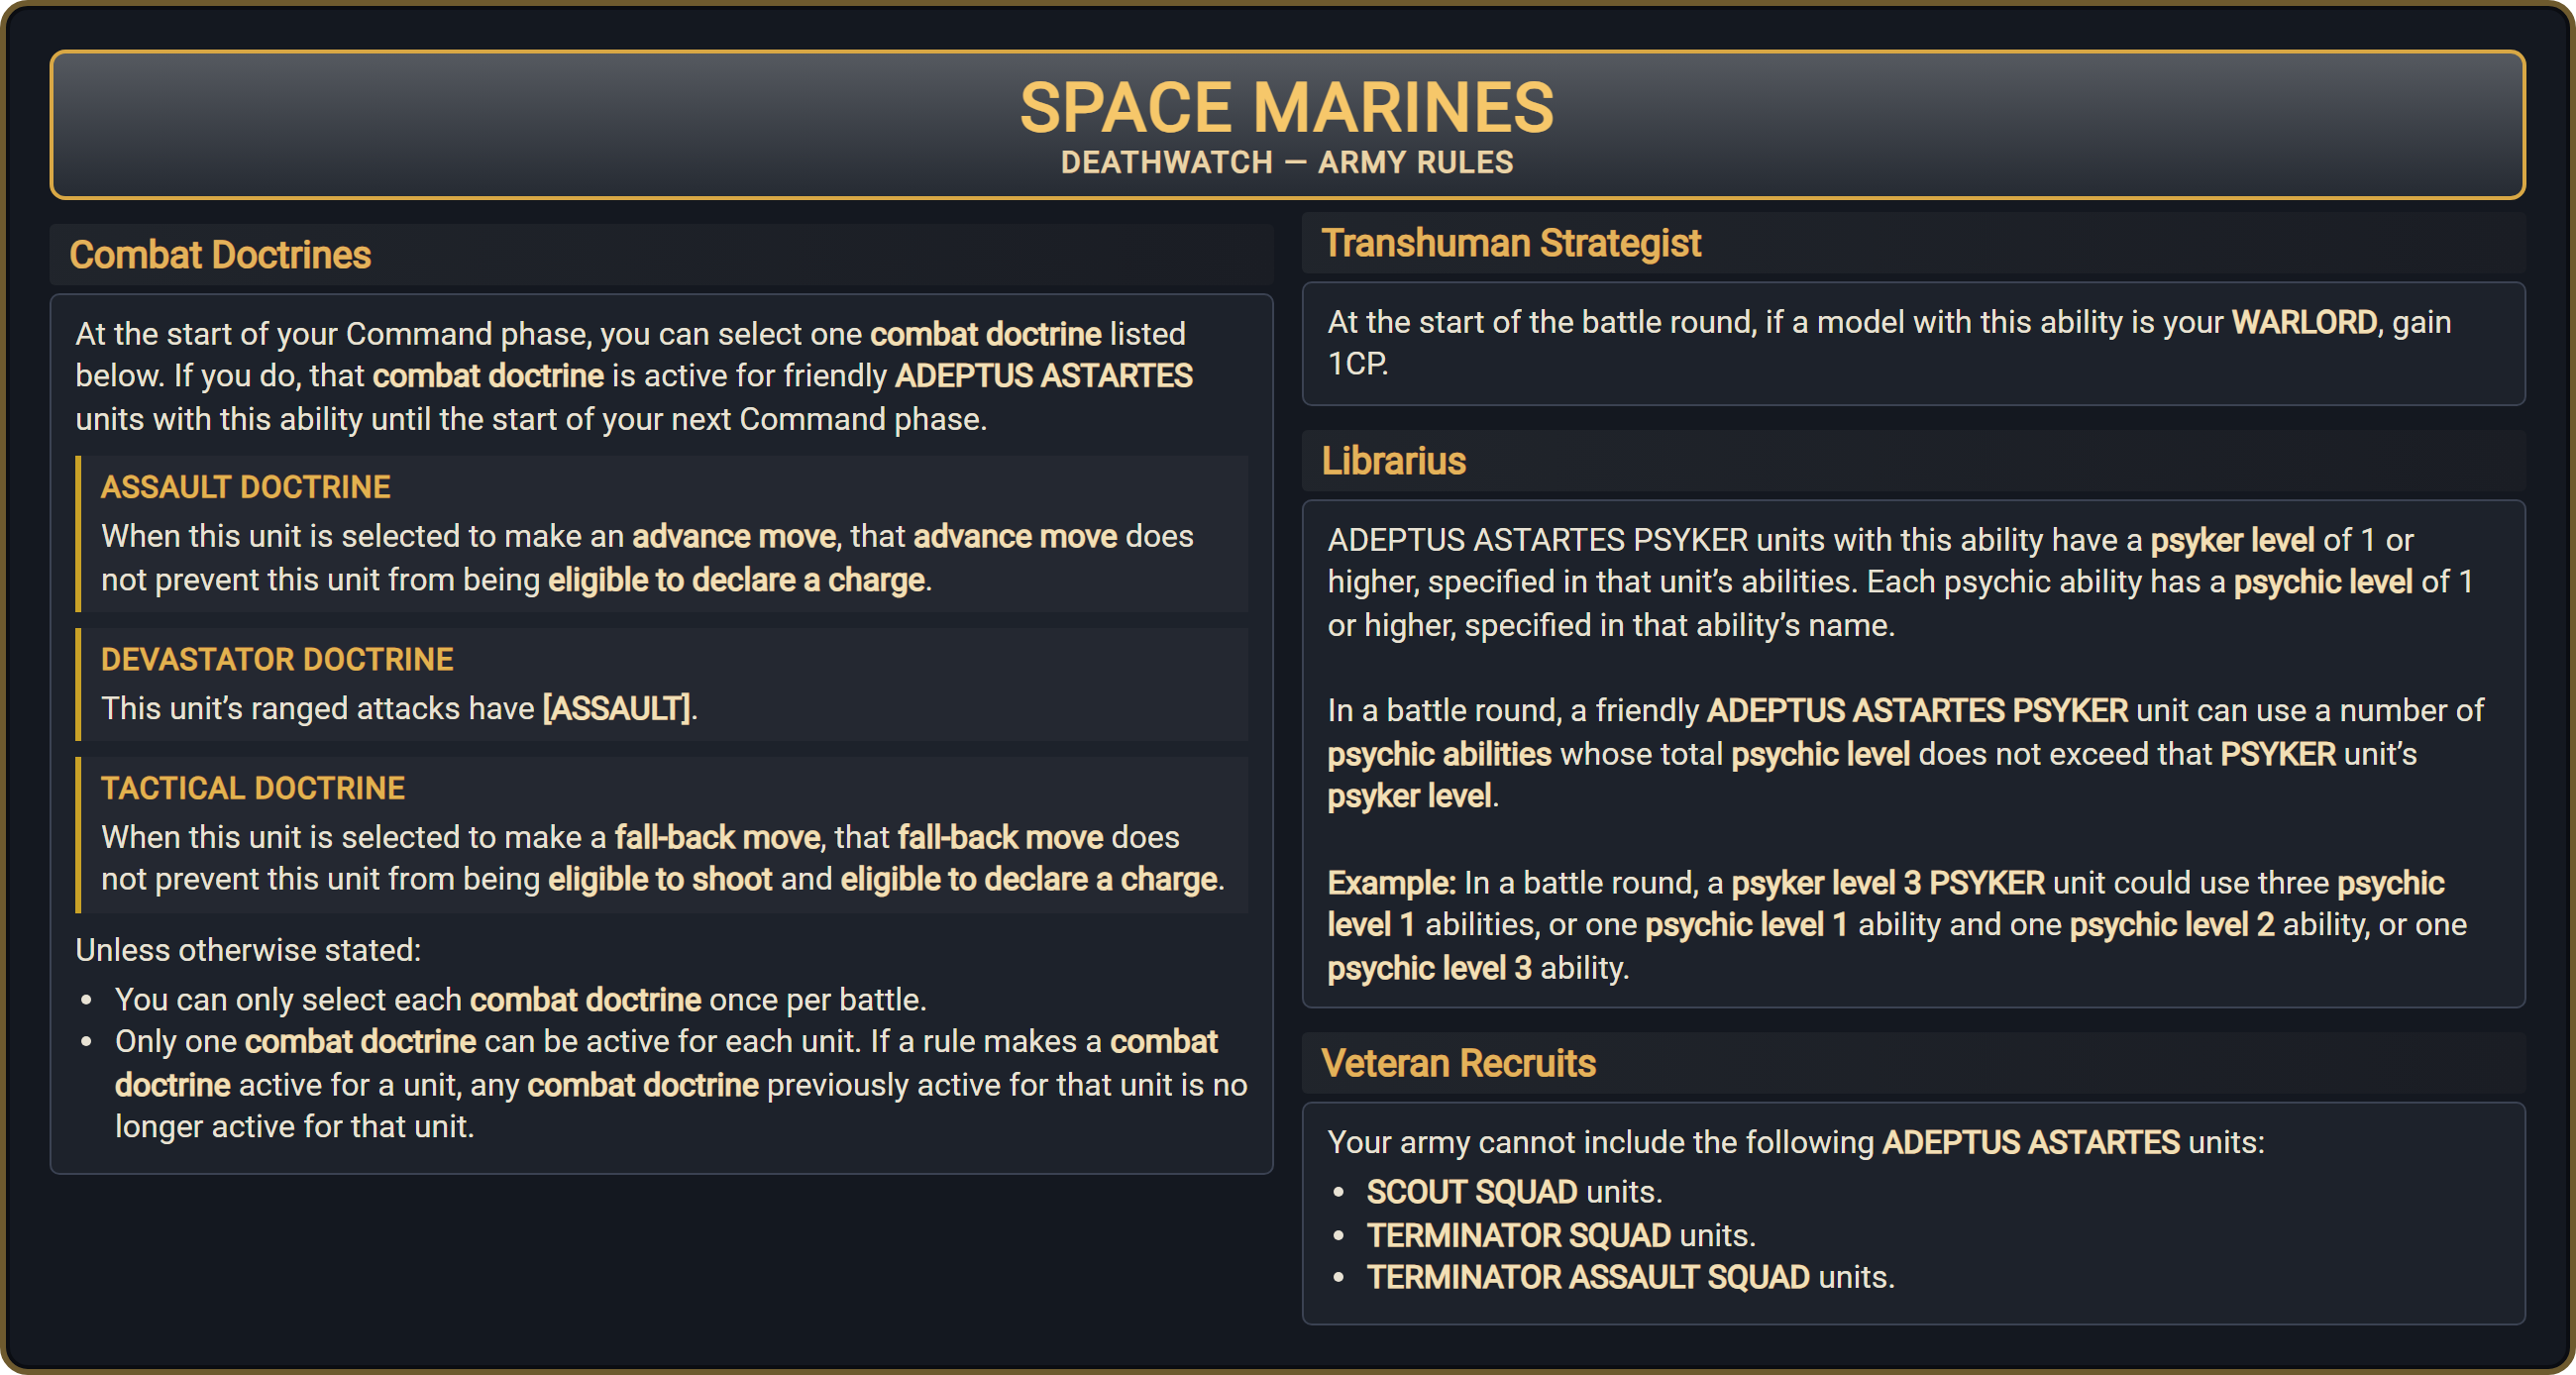 SPACE MARINES
DEATHWATCH — ARMY RULES
Combat Doctrines
At the start of your Command phase, you can select one combat doctrine listed
below. If you do, that combat doctrine is active for friendly ADEPTUS ASTARTES
units with this ability until the start of your next Command phase.
ASSAULT DOCTRINE
When this unit is selected to make an advance move, that advance move does
not prevent this unit from being eligible to declare a charge.
DEVASTATOR DOCTRINE
This unit’s ranged attacks have [ASSAULT].
TACTICAL DOCTRINE
When this unit is selected to make a fall-back move, that fall-back move does
not prevent this unit from being eligible to shoot and eligible to declare a charge.
Unless otherwise stated:
• You can only select each combat doctrine once per battle.
• Only one combat doctrine can be active for each unit. If a rule makes a combat
doctrine active for a unit, any combat doctrine previously active for that unit is no
longer active for that unit.
Transhuman Strategist
At the start of the battle round, if a model with this ability is your WARLORD, gain
1CP.
Librarius
ADEPTUS ASTARTES PSYKER units with this ability have a psyker level of 1 or
higher, specified in that unit’s abilities. Each psychic ability has a psychic level of 1
or higher, specified in that ability’s name.
In a battle round, a friendly ADEPTUS ASTARTES PSYKER unit can use a number of
psychic abilities whose total psychic level does not exceed that PSYKER unit’s
psyker level.
Example: In a battle round, a psyker level 3 PSYKER unit could use three psychic
level 1 abilities, or one psychic level 1 ability and one psychic level 2 ability, or one
psychic level 3 ability.
Veteran Recruits
Your army cannot include the following ADEPTUS ASTARTES units:
• SCOUT SQUAD units.
• TERMINATOR SQUAD units.
• TERMINATOR ASSAULT SQUAD units.